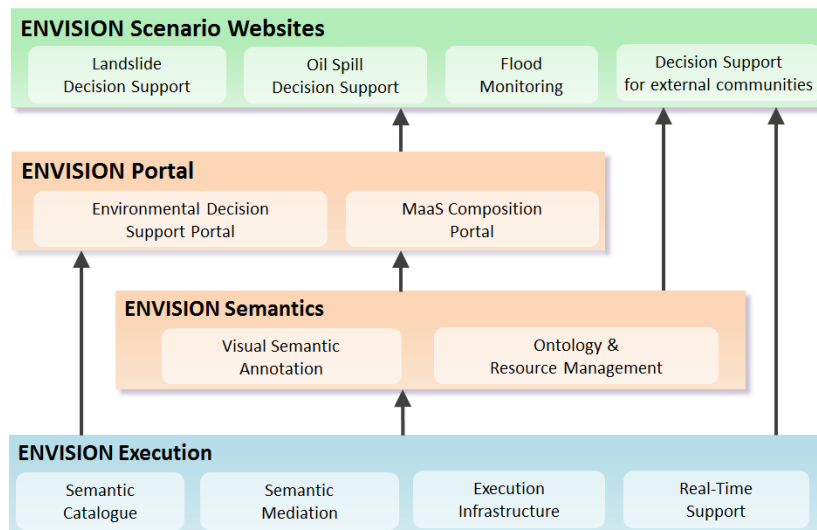 ENVISION Scenario Websites
Landslide
Decision Support
Oil Spill
Decision Support
Flood
Monitoring
Decision Support
for external communities
ENVISION Portal
Environmental Decision
Support Portal
MaaS Composition
Portal
ENVISION Semantics
Visual Semantic
Annotation
Ontology &
Resource Management
ENVISION Execution
Semantic
Catalogue
Semantic
Mediation
Execution
Infrastructure
Real-Time
Support